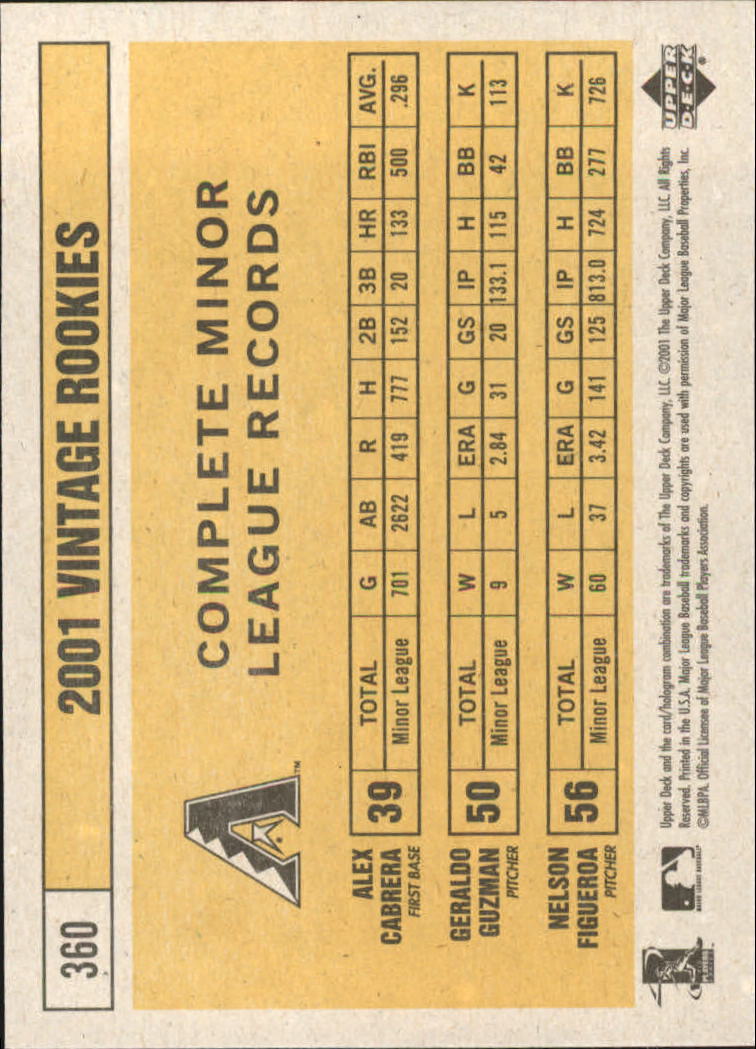 360 2001 VINTAGE ROOKIES
COMPLETE MINOR
LEAGUE RECORDS
A
TM
ALEX
CABRERA
FIRST BASE
39
TOTAL G AB R H 2B 3B HR RBI AVG.
Minor League 701 2622 419 777 152 20 133 500 .296
GERALDO
GUZMAN
PITCHER
50
TOTAL W L ERA G GS IP H BB K
Minor League 9 5 2.84 31 20 133.1 115 42 113
NELSON
FIGUEROA
PITCHER
56
TOTAL W L ERA G GS IP H BB K
Minor League 60 37 3.42 141 125 813.0 724 277 726
MAJOR LEAGUE BASEBALL
Upper Deck and the card/hologram combination are trademarks of The Upper Deck Company, LLC. ©2001 The Upper Deck Company, LLC. All Rights
Reserved. Printed in the U.S.A. Major League Baseball trademarks and copyrights are used with permission of Major League Baseball Properties, Inc.
©MLBPA. Official Licensee of Major League Baseball Players Association.
UPPER
DECK
®